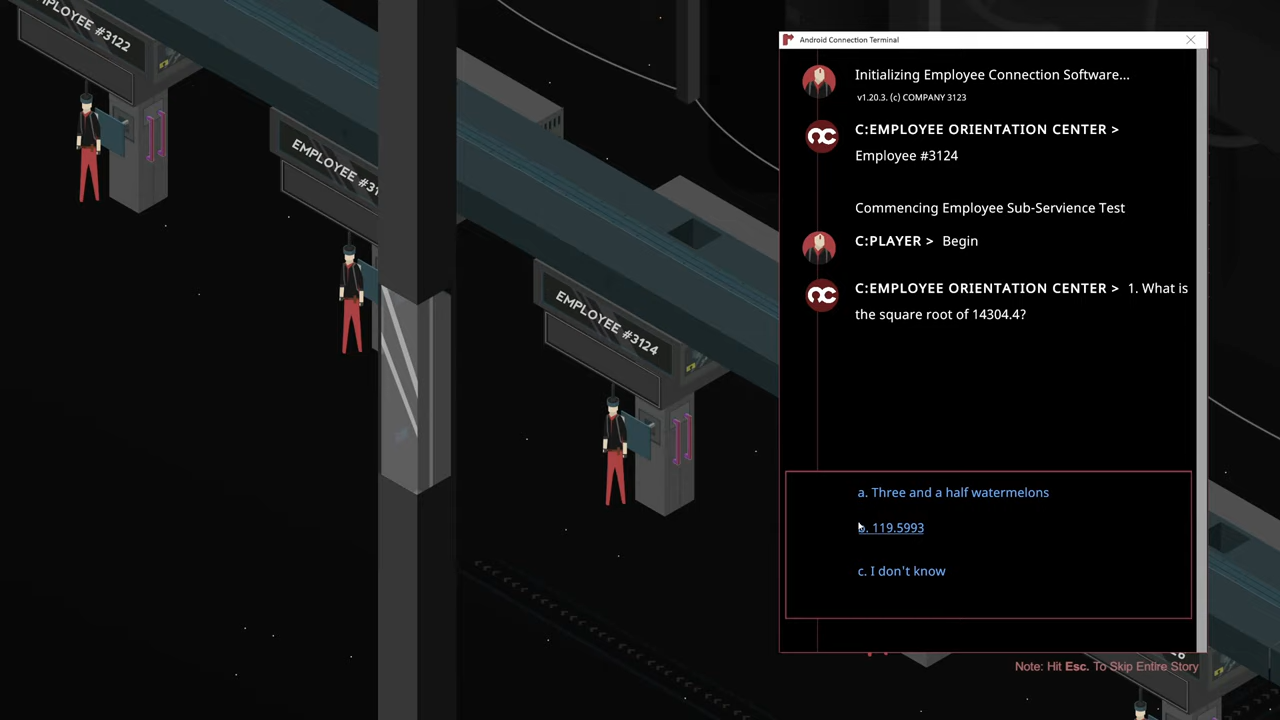 EMPLOYEE #3122
EMPLOYEE #31
EMPLOYEE #3124
Android Connection Terminal
Initializing Employee Connection Software...
v1.20.3. (c) COMPANY 3123
C:EMPLOYEE ORIENTATION CENTER >
Employee #3124
Commencing Employee Sub-Servience Test
C:PLAYER > Begin
C:EMPLOYEE ORIENTATION CENTER > 1. What is
the square root of 14304.4?
a. Three and a half watermelons
b. 119.5993
c. I don't know
Note: Hit Esc. To Skip Entire Story